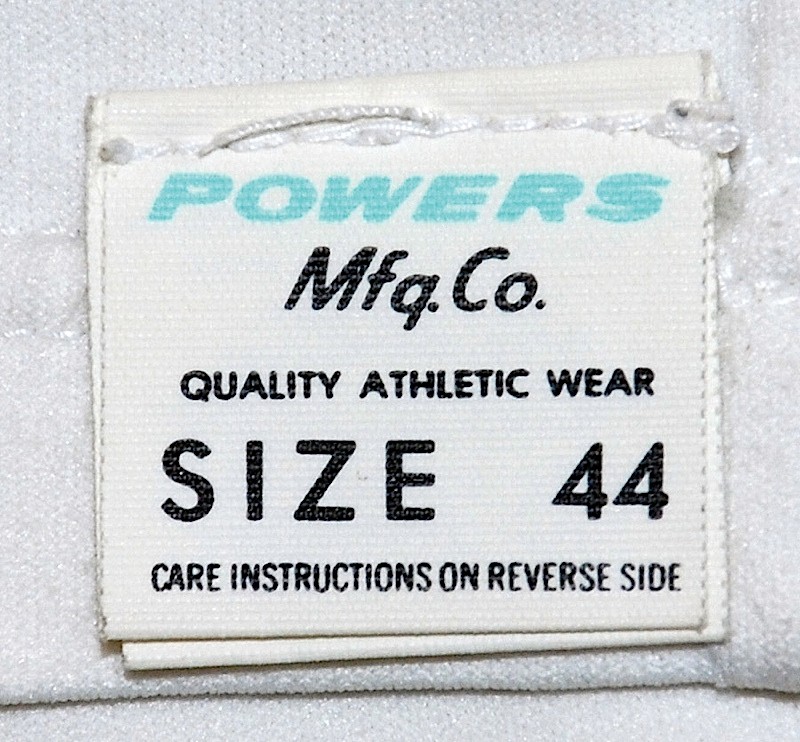 POWERS
Mfg. Co.
QUALITY ATHLETIC WEAR
SIZE 44
CARE INSTRUCTIONS ON REVERSE SIDE